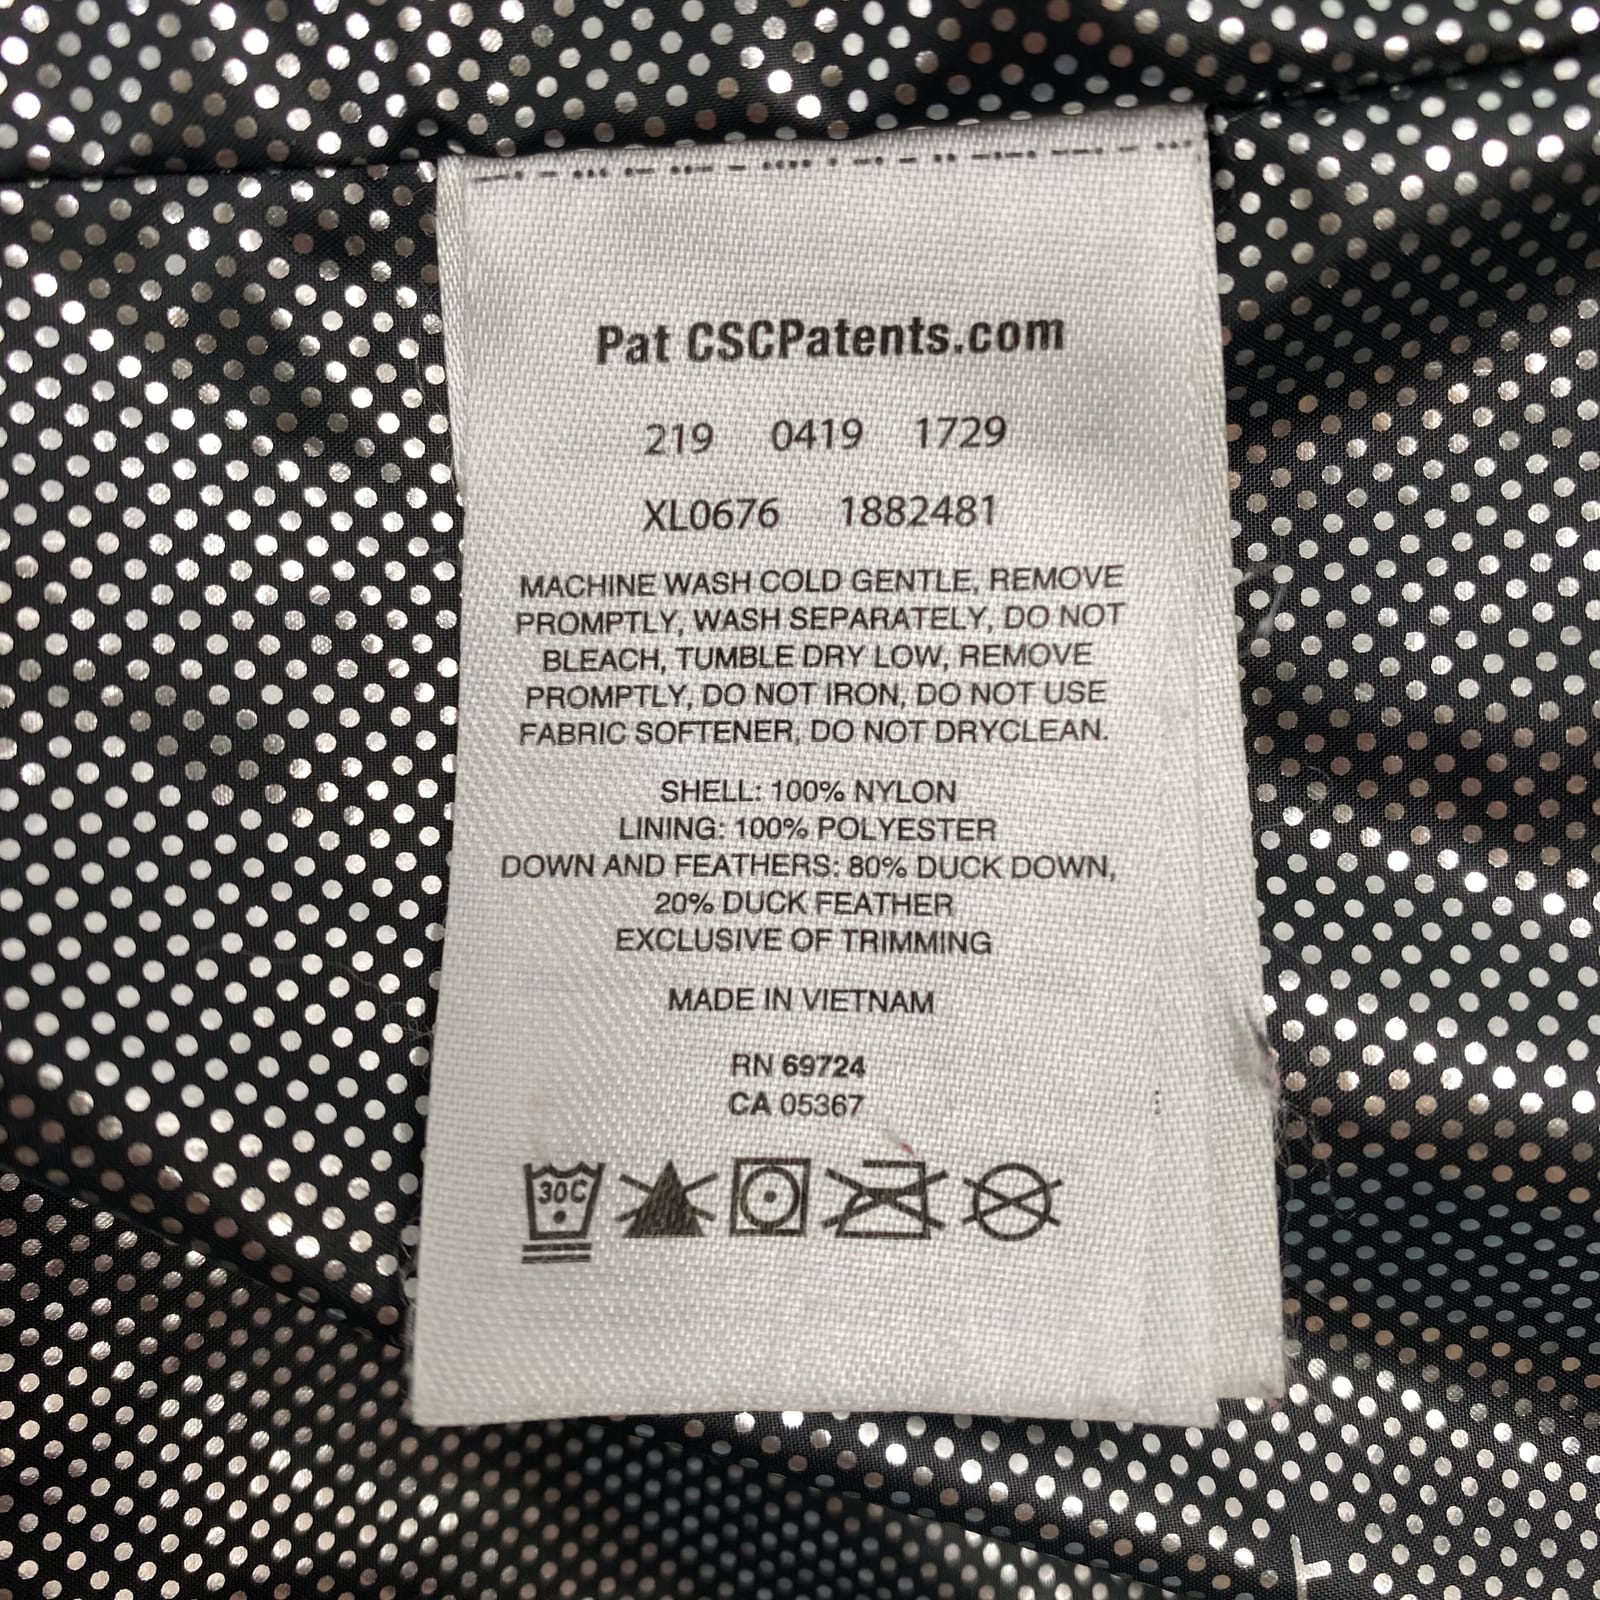 Pat CSCPatents.com
219 0419 1729
XL0676 1882481
MACHINE WASH COLD GENTLE, REMOVE
PROMPTLY, WASH SEPARATELY, DO NOT
BLEACH, TUMBLE DRY LOW, REMOVE
PROMPTLY, DO NOT IRON, DO NOT USE
FABRIC SOFTENER, DO NOT DRYCLEAN.
SHELL: 100% NYLON
LINING: 100% POLYESTER
DOWN AND FEATHERS: 80% DUCK DOWN,
20% DUCK FEATHER
EXCLUSIVE OF TRIMMING
MADE IN VIETNAM
RN 69724
CA 05367
30C